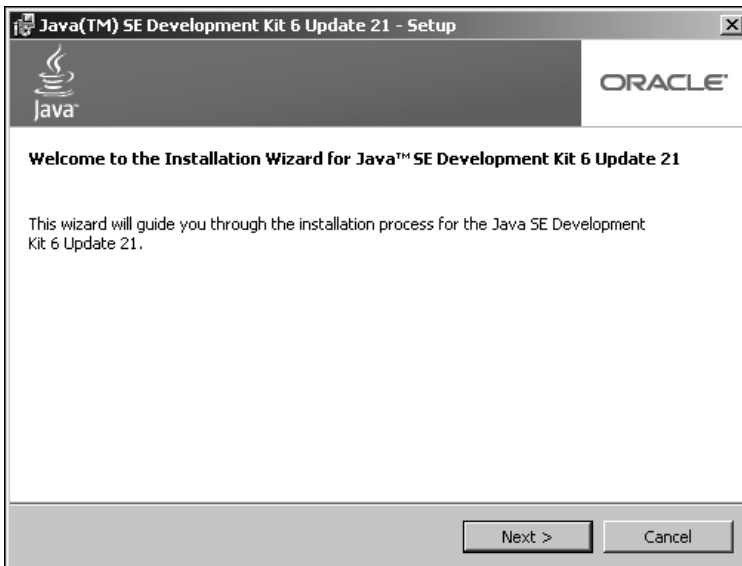 Java(TM) SE Development Kit 6 Update 21 - Setup
Java™
ORACLE®
Welcome to the Installation Wizard for Java™ SE Development Kit 6 Update 21
This wizard will guide you through the installation process for the Java SE Development
Kit 6 Update 21.
Next >
Cancel